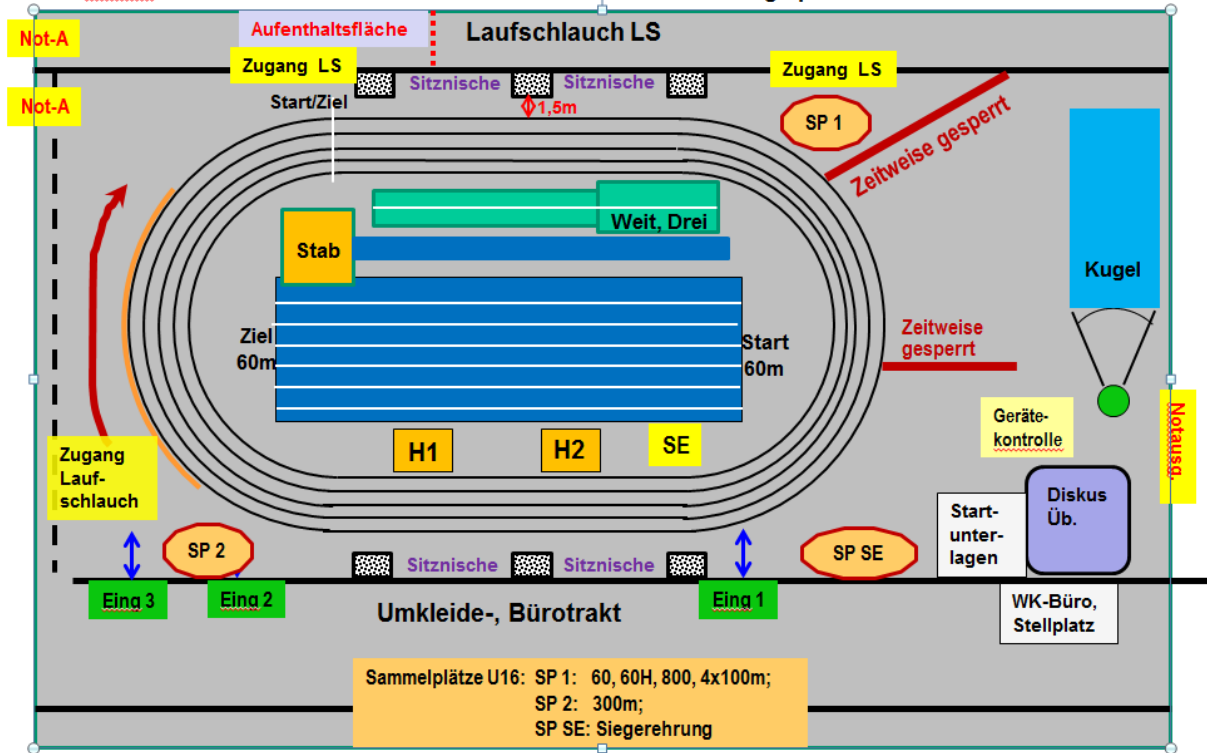 Not-A
Aufenthaltsfläche
Laufschlauch LS
Zugang LS
Sitznische
Sitznische
Zugang LS
Not-A
Start/Ziel
1,5m
SP 1
Zeitweise gesperrt
Weit, Drei
Stab
Kugel
Ziel
60m
Start
60m
Zeitweise
gesperrt
Geräte-
kontrolle
Notausg.
H1
H2
SE
Zugang
Lauf-
schlauch
SP 2
SP SE
Start-
unter-
lagen
Diskus
Üb.
Sitznische
Sitznische
Eing 3
Eing 2
Eing 1
Umkleide-, Bürotrakt
WK-Büro,
Stellplatz
Sammelplätze U16: SP 1: 60, 60H, 800, 4x100m;
SP 2: 300m;
SP SE: Siegerehrung